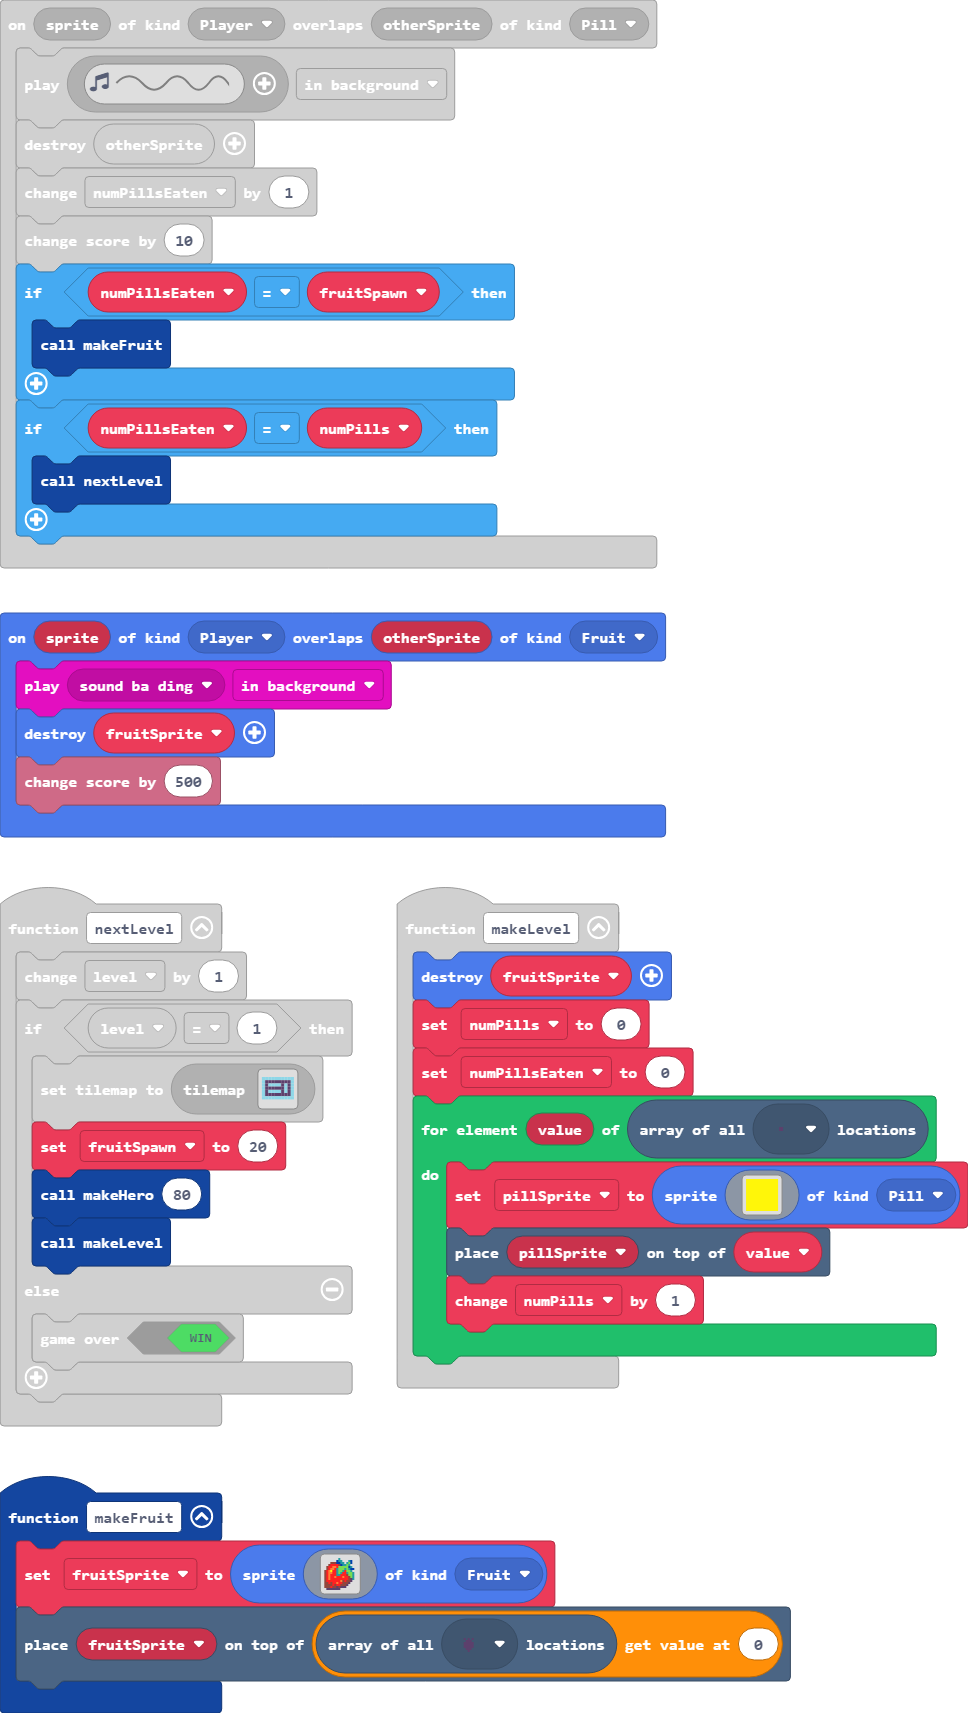 on sprite of kind Player overlaps otherSprite of kind Pill
play in background
destroy otherSprite
change numPillsEaten by 1
change score by 10
if numPillsEaten = fruitSpawn then
call makeFruit
if numPillsEaten = numPills then
call nextLevel
on sprite of kind Player overlaps otherSprite of kind Fruit
play sound ba ding in background
destroy fruitSprite
change score by 500
function nextLevel
change level by 1
if level = 1 then
set tilemap to tilemap
set fruitSpawn to 20
call makeHero 80
call makeLevel
else
game over WIN
function makeLevel
destroy fruitSprite
set numPills to 0
set numPillsEaten to 0
for element value of array of all locations
do
set pillSprite to sprite of kind Pill
place pillSprite on top of value
change numPills by 1
function makeFruit
set fruitSprite to sprite of kind Fruit
place fruitSprite on top of array of all locations get value at 0